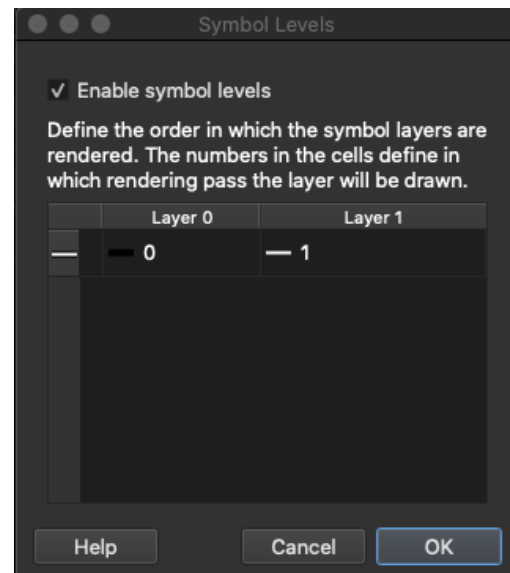 Symbol Levels
Enable symbol levels
Define the order in which the symbol layers are
rendered. The numbers in the cells define in
which rendering pass the layer will be drawn.
Layer 0 Layer 1
0 1
Help Cancel OK